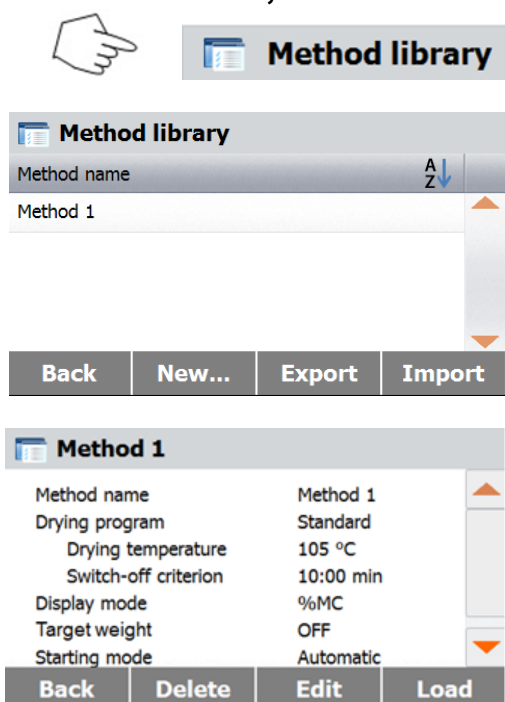 Method library
Method library
Method name A Z
Method 1
Back New... Export Import
Method 1
Method name Method 1
Drying program Standard
Drying temperature 105 °C
Switch-off criterion 10:00 min
Display mode %MC
Target weight OFF
Starting mode Automatic
Back Delete Edit Load